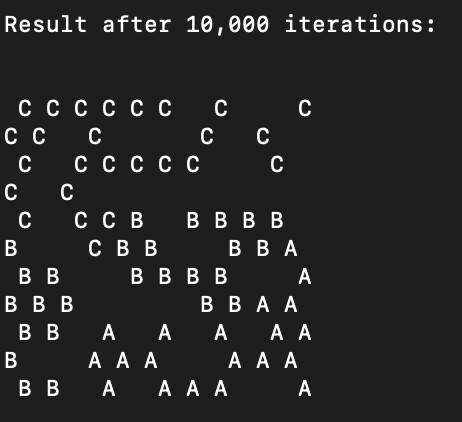 Result after 10,000 iterations:
 C C C C C C   C     C
C C   C       C   C
 C   C C C C C     C
C   C
 C   C C B   B B B B
B     C B B     B B A
 B B     B B B B     A
B B B         B B A A
 B B   A   A   A   A A
B     A A A     A A A
 B B   A   A A A     A